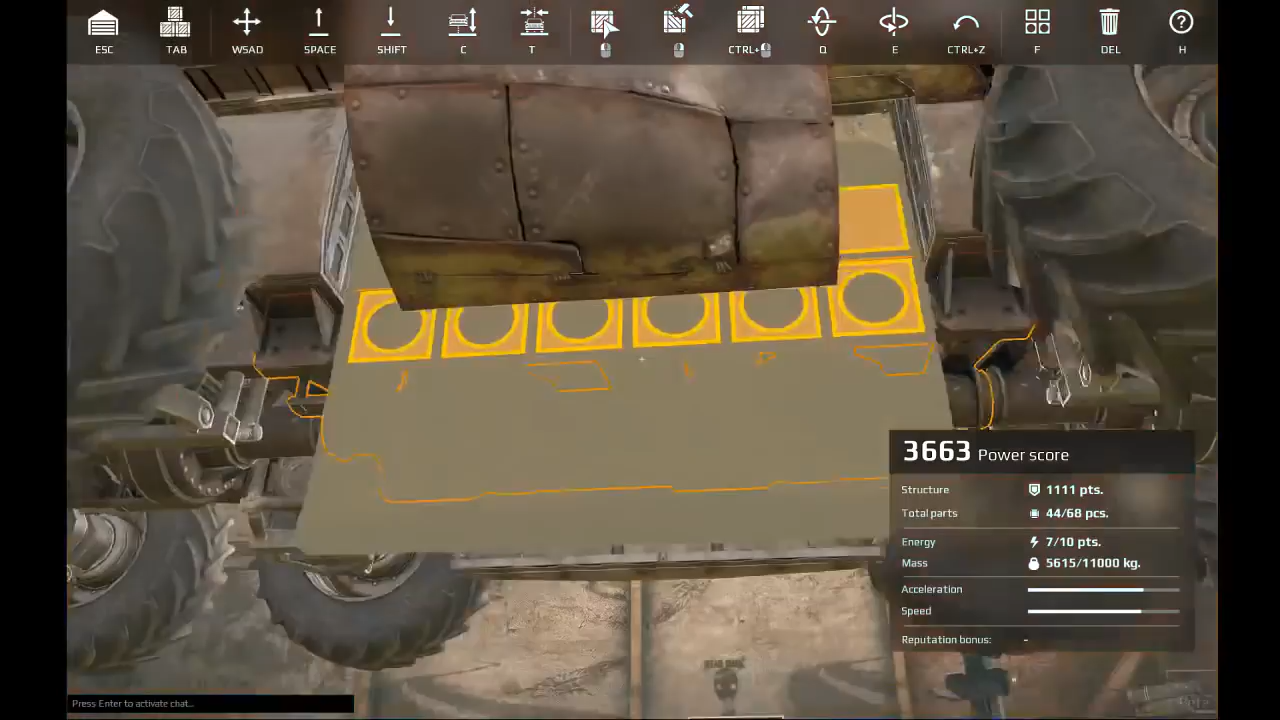 ESC TAB WSAD SPACE SHIFT C T CTRL+ Q E CTRL+Z F DEL H
3663 Power score
Structure 1111 pts.
Total parts 44/68 pcs.
Energy 7/10 pts.
Mass 5615/11000 kg.
Acceleration
Speed
Reputation bonus: -
Press Enter to activate chat...